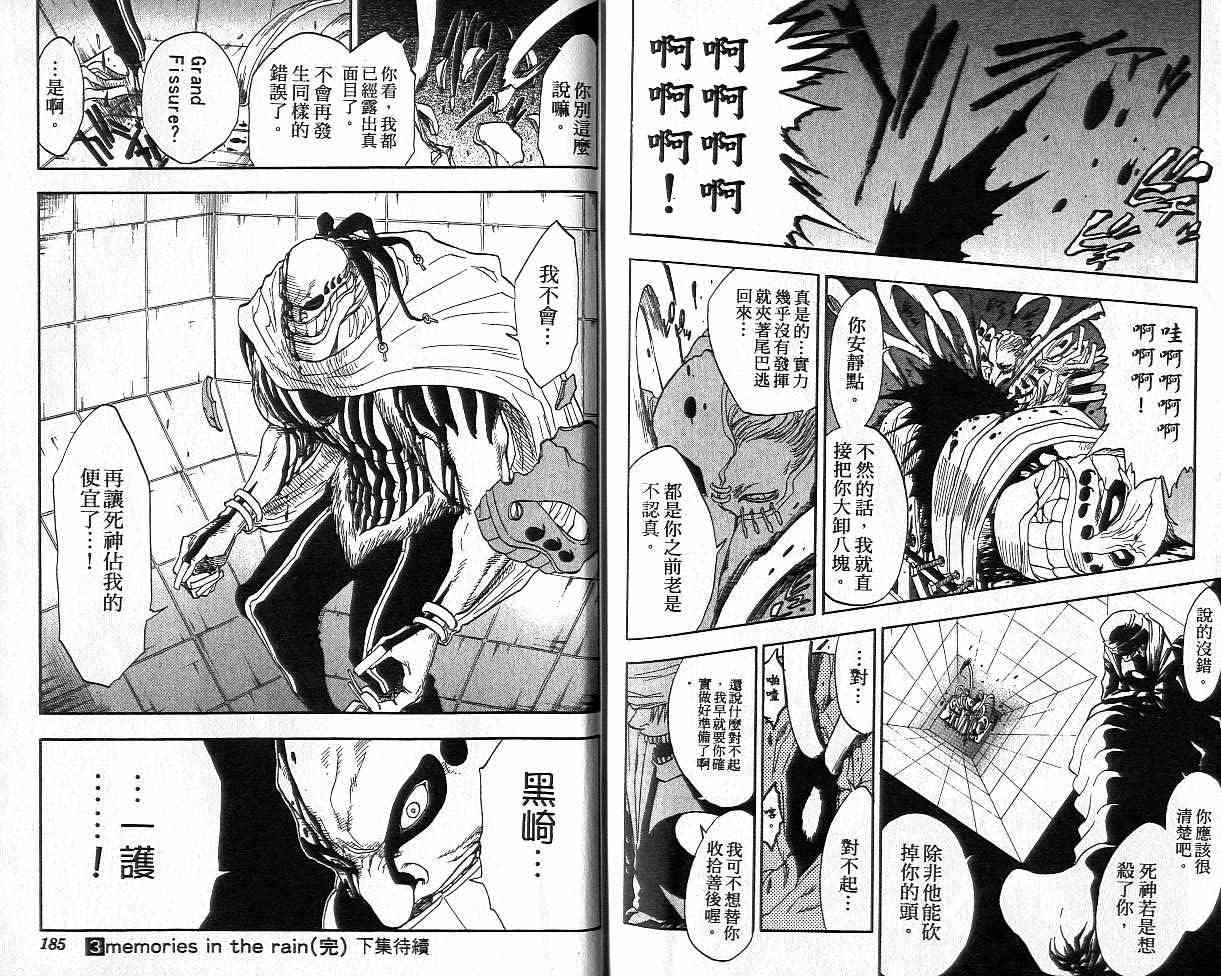 啊啊啊啊
啊啊啊！
哇啊啊啊啊
啊啊啊！
你安靜點。
不然的話，我就直
接把你大卸八塊。
真是的…實力
幾乎沒有發揮
就夾著尾巴逃
回來…
都是你之前老是
不認真。
說的沒錯。
你應該很
清楚吧。
死神若是想
殺了你，
除非他能砍
掉你的頭。
…對…
對不起…
還說什麼對不起
，我早就要你確
實做好準備了啊
。
我可不想替你
收拾善後喔。
你別這麼
說嘛。
你看，我都
已經露出真
面目了。
不會再發
生同樣的
錯誤了。
Grand
Fissure?
…是啊。
我不會…
再讓死神佔我的
便宜了…！
黑崎…
…一護
……！
185 3 memories in the rain(完) 下集待續